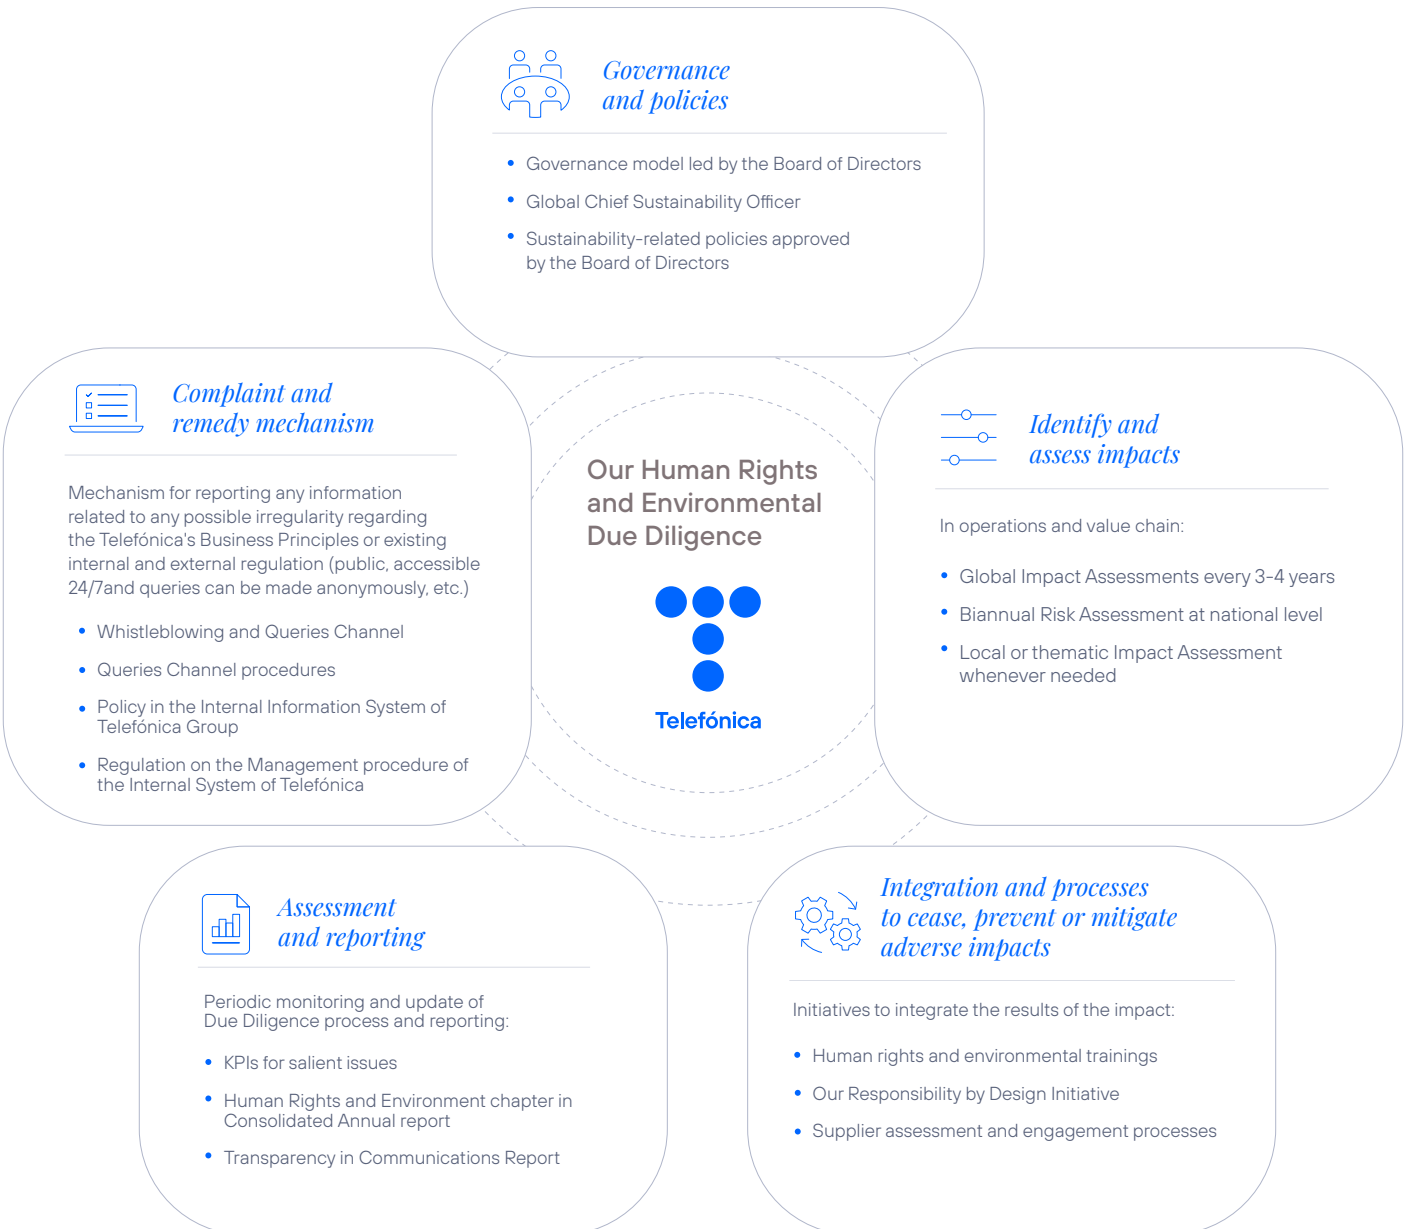 Governance
and policies
• Governance model led by the Board of Directors
• Global Chief Sustainability Officer
• Sustainability-related policies approved
by the Board of Directors
Complaint and
remedy mechanism
Mechanism for reporting any information
related to any possible irregularity regarding
the Telefónica's Business Principles or existing
internal and external regulation (public, accessible
24/7and queries can be made anonymously, etc.)
• Whistleblowing and Queries Channel
• Queries Channel procedures
• Policy in the Internal Information System of
Telefónica Group
• Regulation on the Management procedure of
the Internal System of Telefónica
Our Human Rights
and Environmental
Due Diligence
Telefónica
Identify and
assess impacts
In operations and value chain:
• Global Impact Assessments every 3-4 years
• Biannual Risk Assessment at national level
• Local or thematic Impact Assessment
whenever needed
Assessment
and reporting
Periodic monitoring and update of
Due Diligence process and reporting:
• KPIs for salient issues
• Human Rights and Environment chapter in
Consolidated Annual report
• Transparency in Communications Report
Integration and processes
to cease, prevent or mitigate
adverse impacts
Initiatives to integrate the results of the impact:
• Human rights and environmental trainings
• Our Responsibility by Design Initiative
• Supplier assessment and engagement processes